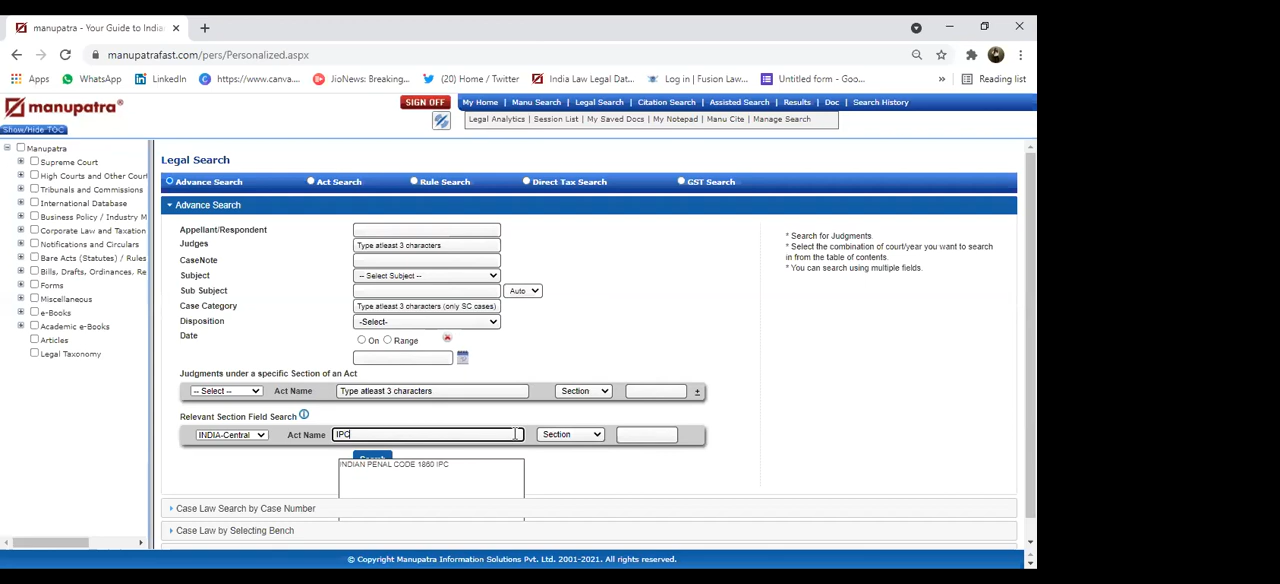 manupatra - Your Guide to India
manupatrafast.com/pers/Personalized.aspx
Apps WhatsApp LinkedIn https://www.canva.... JioNews: Breaking... (20) Home / Twitter India Law Legal Dat... Log in | Fusion Law... Untitled form - Goo... » Reading list
manupatra®
SIGN OFF
My Home | Manu Search | Legal Search | Citation Search | Assisted Search | Results | Doc | Search History
Legal Analytics | Session List | My Saved Docs | My Notepad | Manu Cite | Manage Search
Show/Hide TOC
Manupatra
Supreme Court
High Courts and Other Court
Tribunals and Commissions
International Database
Business Policy / Industry M
Corporate Law and Taxation
Notifications and Circulars
Bare Acts (Statutes) / Rules
Bills, Drafts, Ordinances, Re
Forms
Miscellaneous
e-Books
Academic e-Books
Articles
Legal Taxonomy
Legal Search
Advance Search Act Search Rule Search Direct Tax Search GST Search
Advance Search
Appellant/Respondent
Judges Type atleast 3 characters
CaseNote
Subject -- Select Subject --
Sub Subject Auto
Case Category Type atleast 3 characters (only SC cases)
Disposition -Select-
Date On Range
* Search for Judgments.
* Select the combination of court/year you want to search
in from the table of contents.
* You can search using multiple fields.
Judgments under a specific Section of an Act
-- Select -- Act Name Type atleast 3 characters Section ±
Relevant Section Field Search
INDIA-Central Act Name IPC Section
Search
INDIAN PENAL CODE 1860 IPC
Case Law Search by Case Number
Case Law by Selecting Bench
© Copyright Manupatra Information Solutions Pvt. Ltd. 2001-2021. All rights reserved.